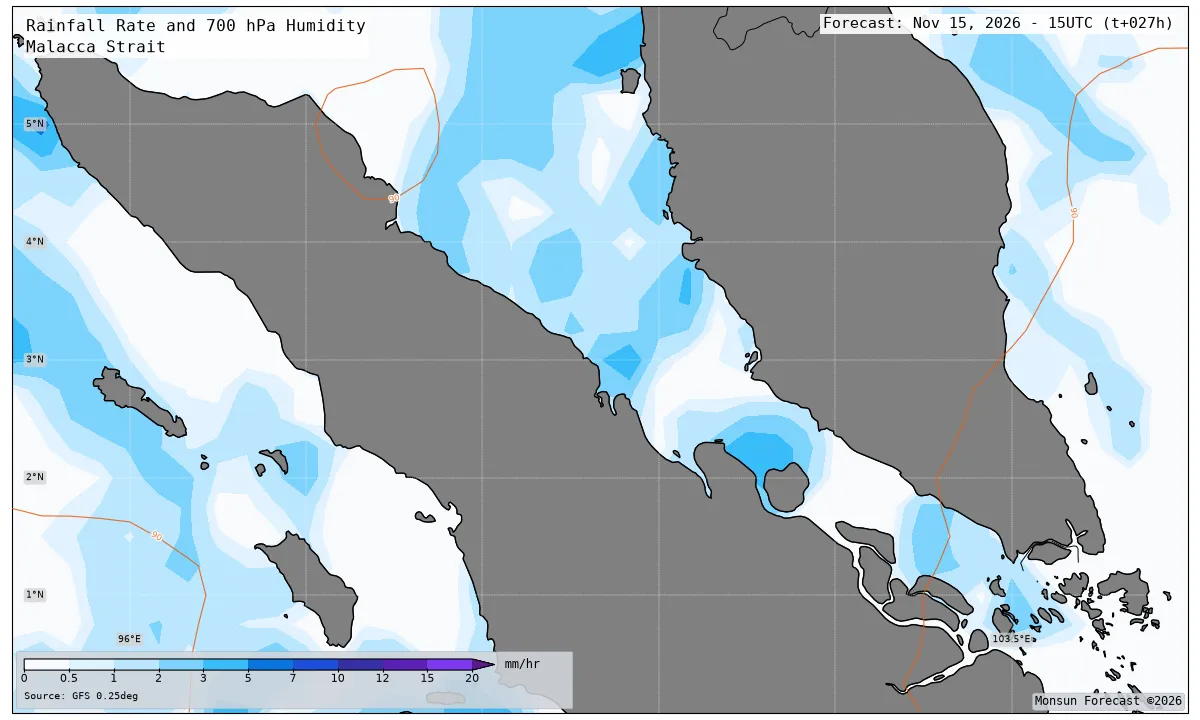 Rainfall Rate and 700 hPa Humidity
Malacca Strait
Forecast: Nov 15, 2026 - 15UTC (t+027h)
5°N
90
90
4°N
3°N
2°N
90
1°N
96°E
103.5°E
mm/hr
0 0.5 1 2 3 5 7 10 12 15 20
Source: GFS 0.25deg
Monsun Forecast ©2026